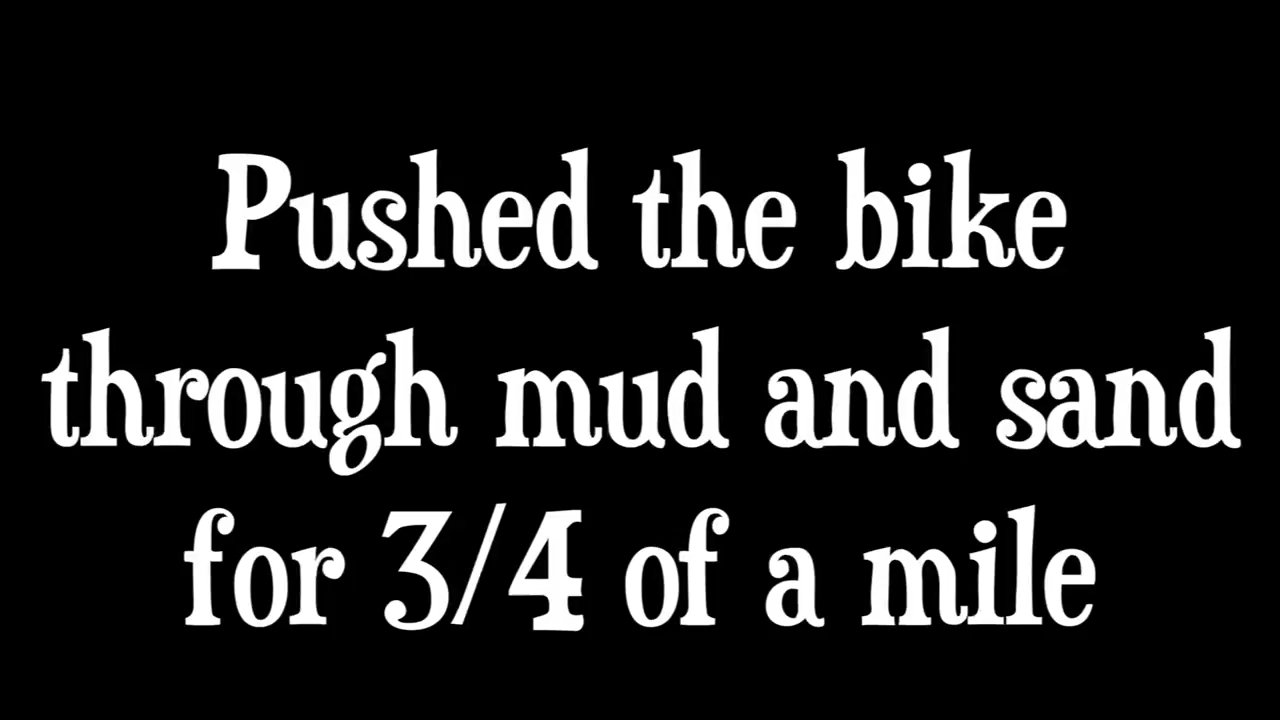 Pushed the bike
through mud and sand
for 3/4 of a mile